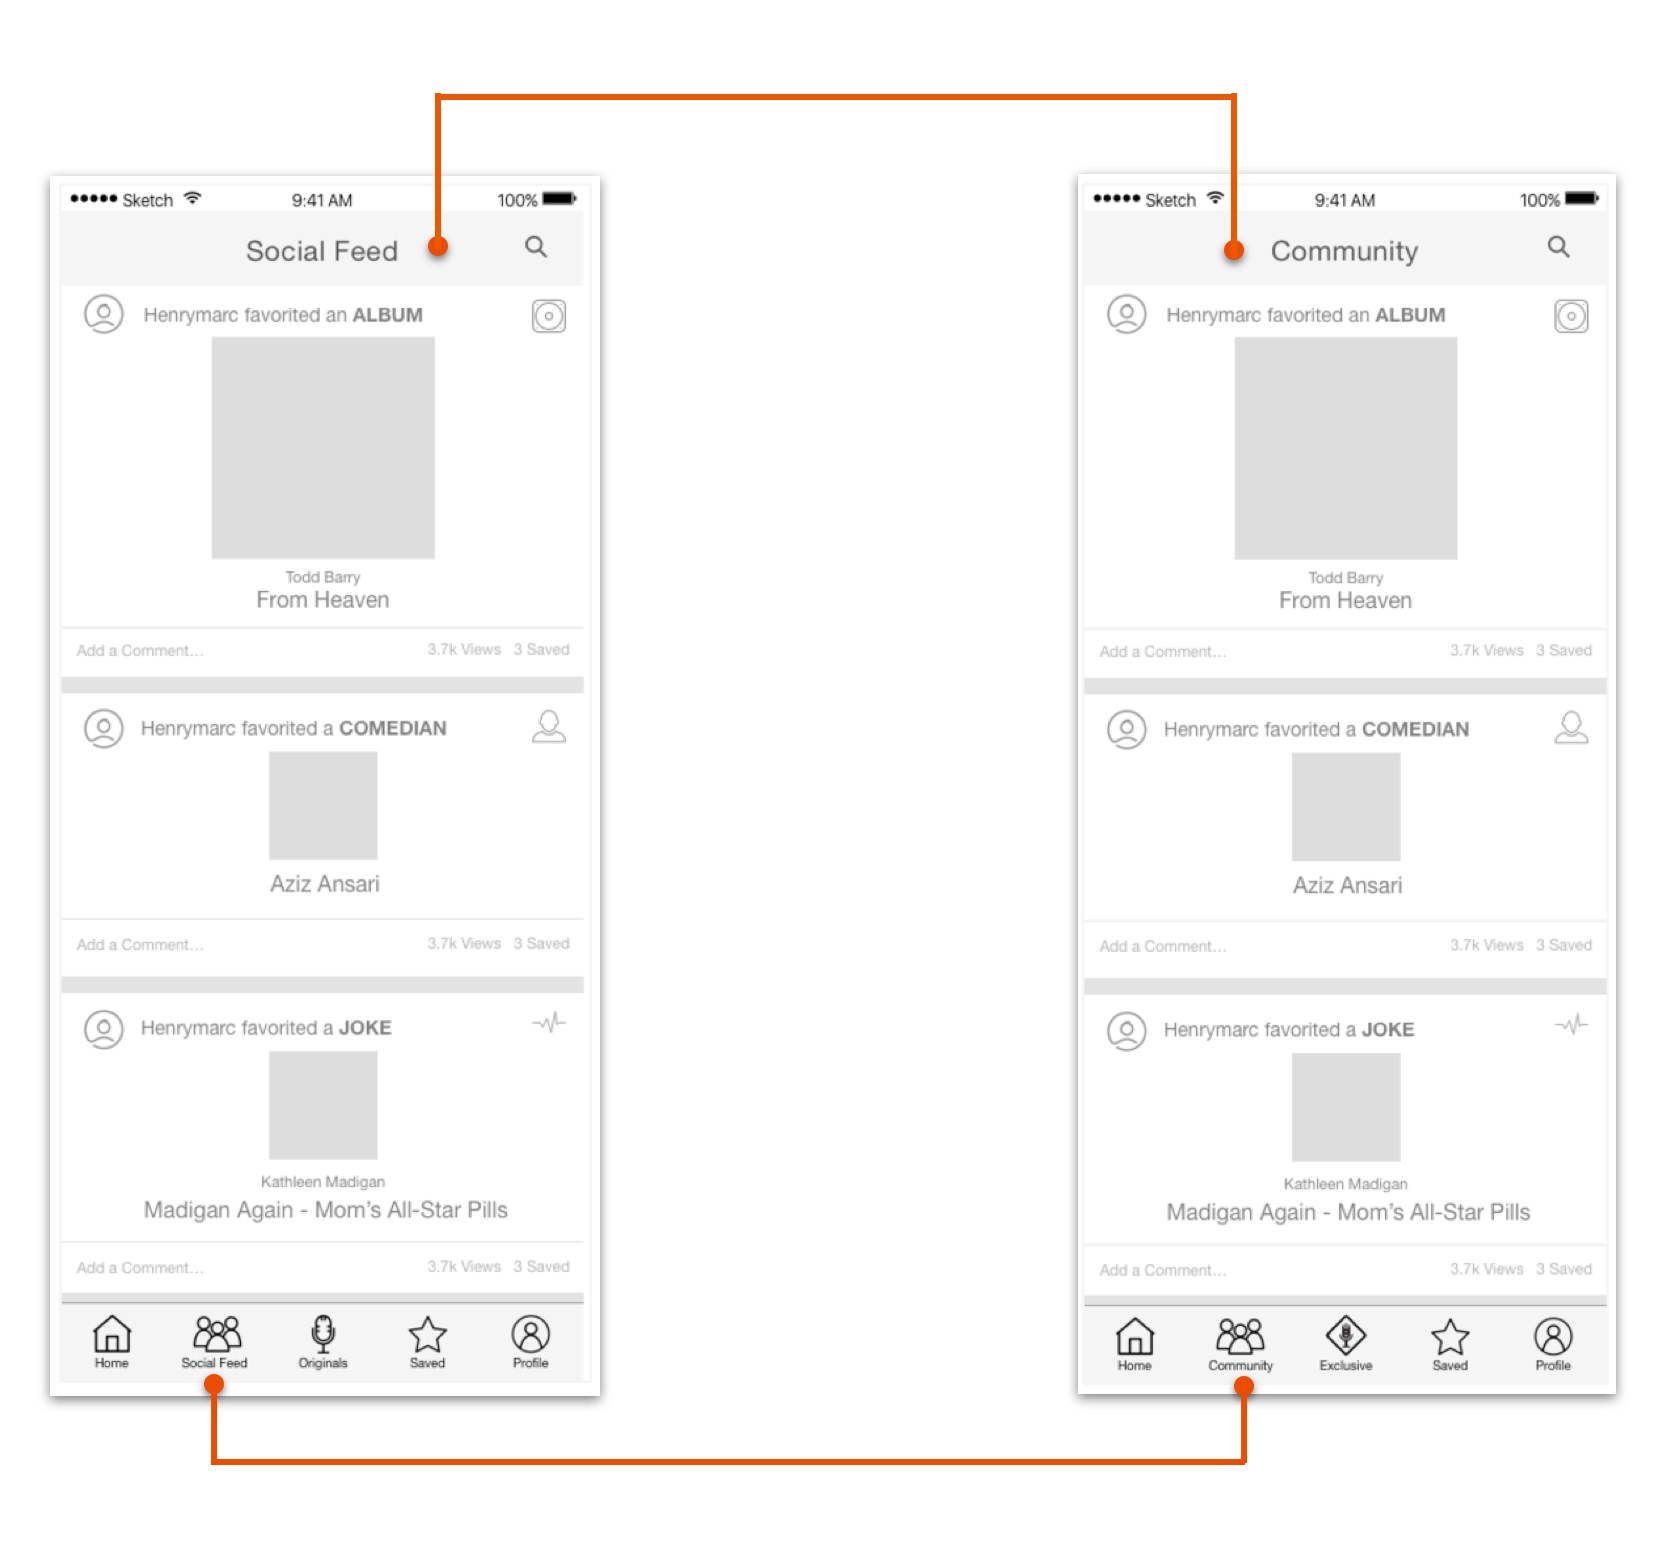 Sketch 9:41 AM 100%
Social Feed
Henrymarc favorited an ALBUM
Todd Barry
From Heaven
Add a Comment... 3.7k Views 3 Saved
Henrymarc favorited a COMEDIAN
Aziz Ansari
Add a Comment... 3.7k Views 3 Saved
Henrymarc favorited a JOKE
Kathleen Madigan
Madigan Again - Mom's All-Star Pills
Add a Comment... 3.7k Views 3 Saved
Home Social Feed Originals Saved Profile
Sketch 9:41 AM 100%
Community
Henrymarc favorited an ALBUM
Todd Barry
From Heaven
Add a Comment... 3.7k Views 3 Saved
Henrymarc favorited a COMEDIAN
Aziz Ansari
Add a Comment... 3.7k Views 3 Saved
Henrymarc favorited a JOKE
Kathleen Madigan
Madigan Again - Mom's All-Star Pills
Add a Comment... 3.7k Views 3 Saved
Home Community Exclusive Saved Profile